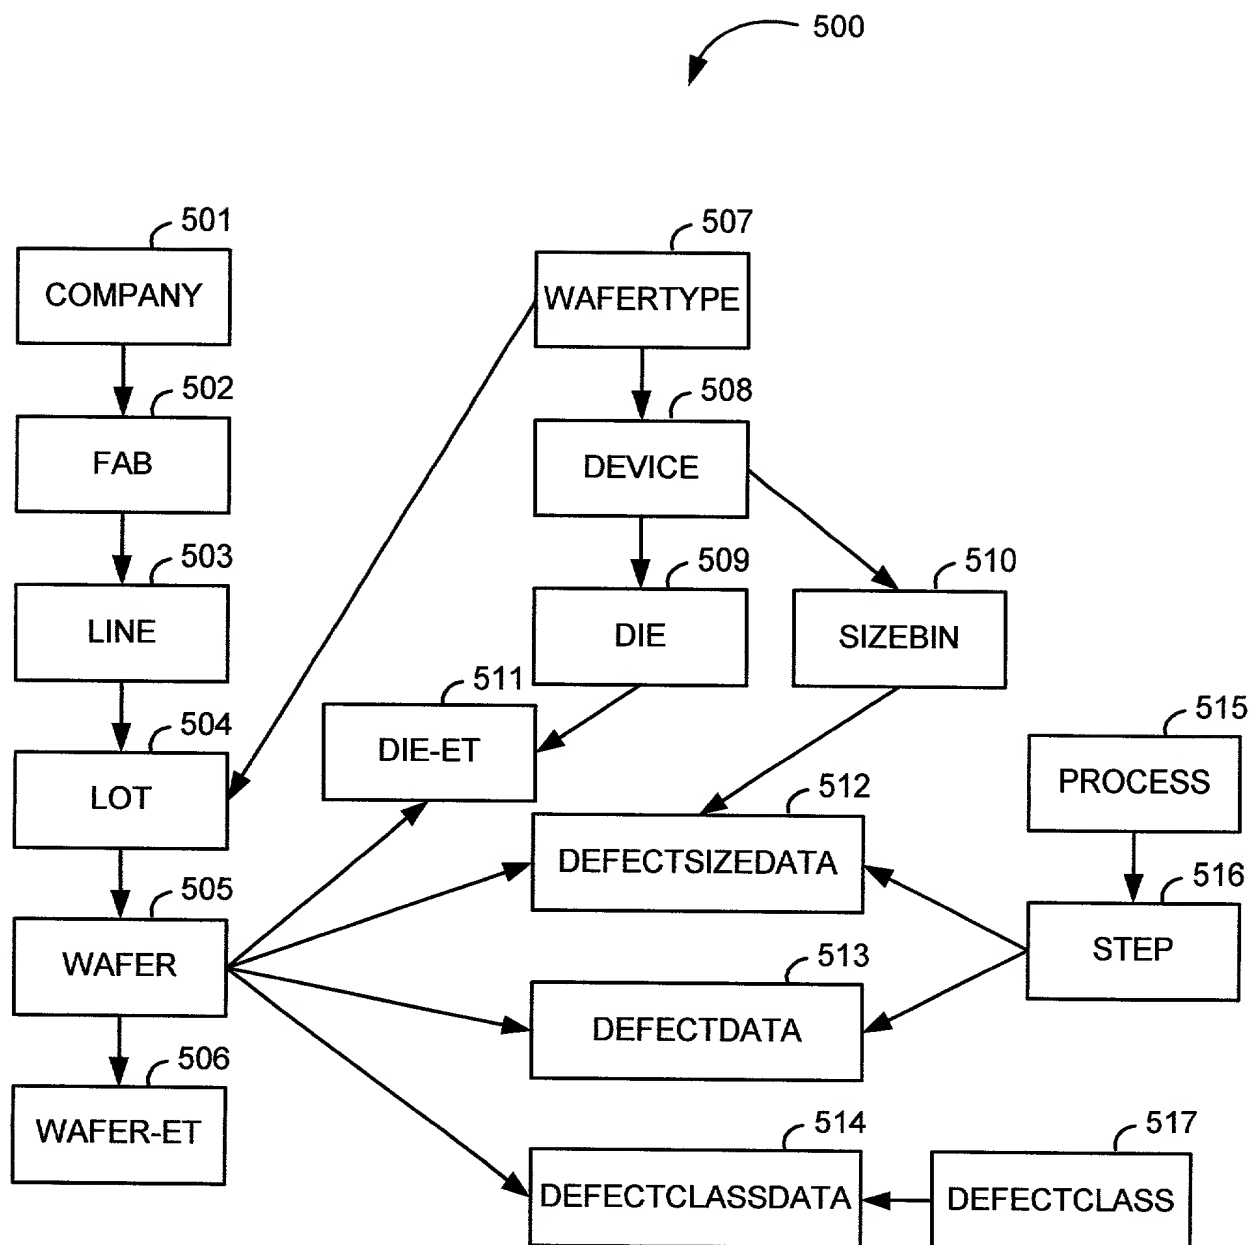 500
501
COMPANY
507
WAFERTYPE
502
FAB
508
DEVICE
503
LINE
509
DIE
510
SIZEBIN
504
LOT
511
DIE-ET
512
DEFECTSIZEDATA
515
PROCESS
505
WAFER
513
DEFECTDATA
516
STEP
506
WAFER-ET
514
DEFECTCLASSDATA
517
DEFECTCLASS